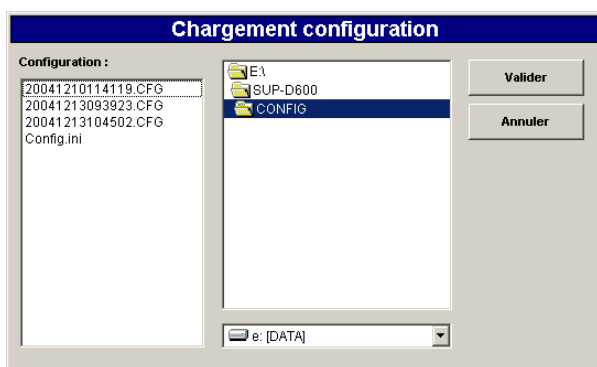 Chargement configuration
Configuration :
20041210114119.CFG
20041213093923.CFG
20041213104502.CFG
Config.ini
E:\
SUP-D600
CONFIG
e: [DATA]
Valider
Annuler